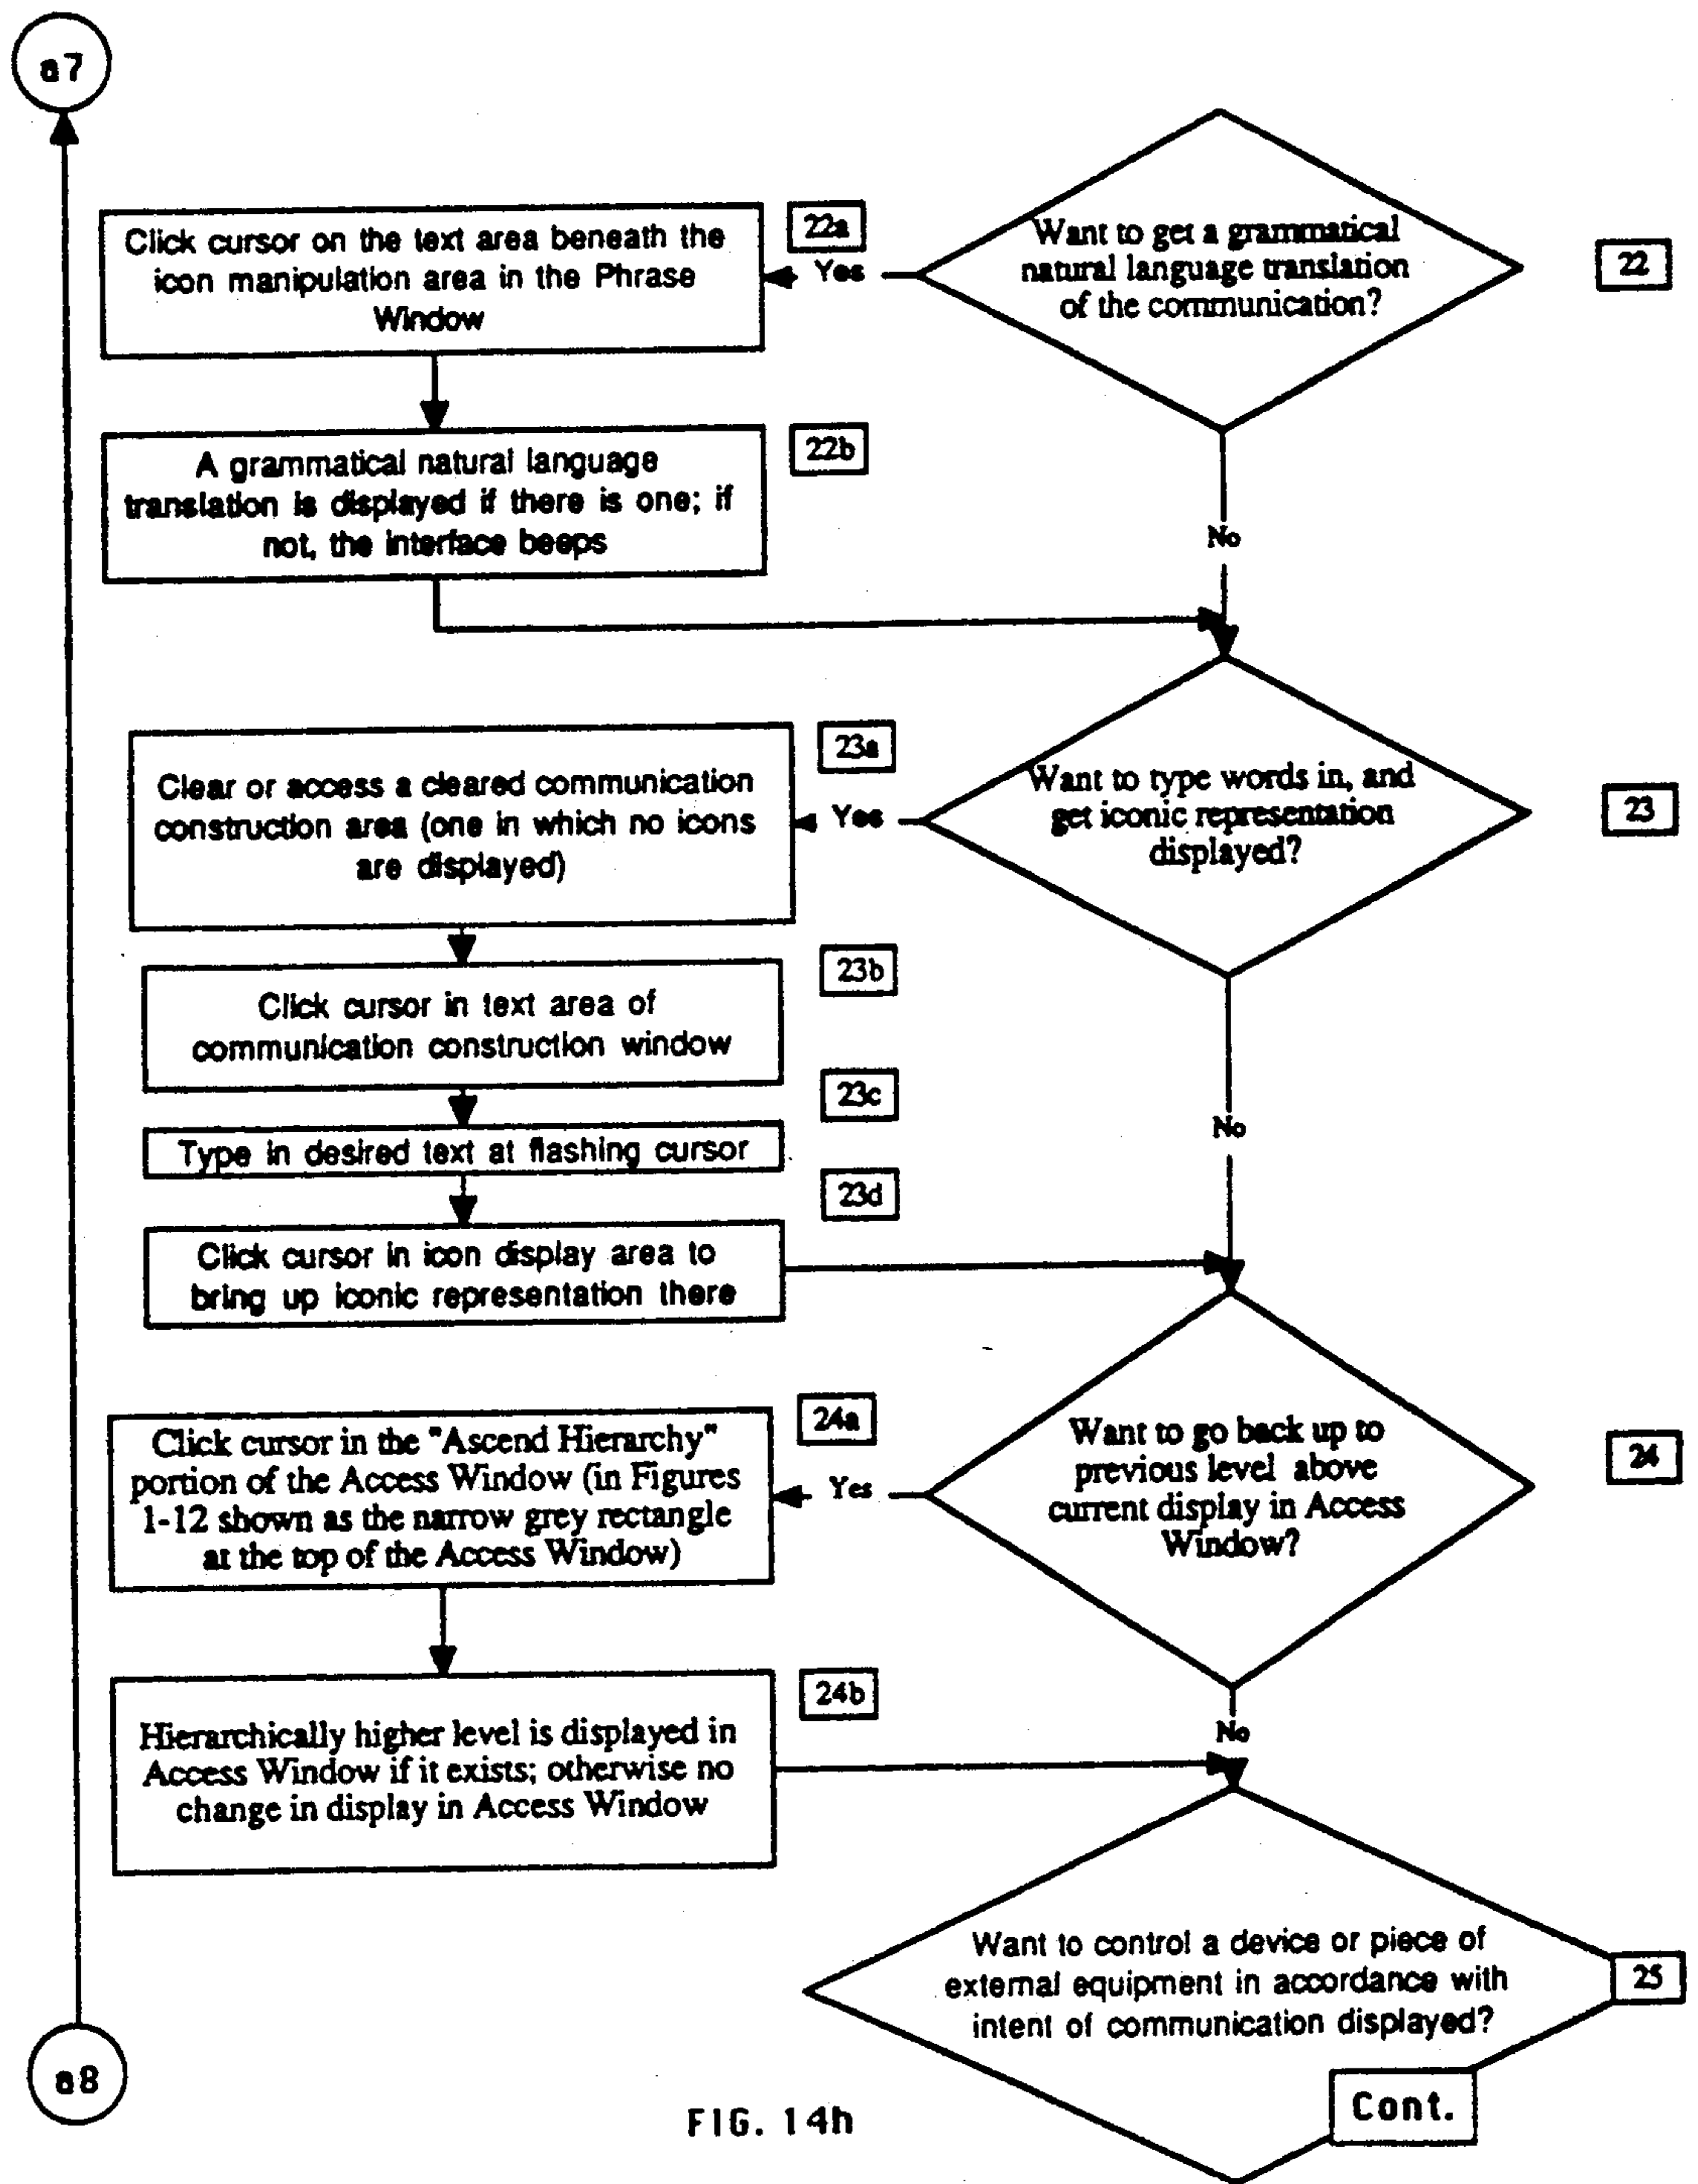 a7
Click cursor on the text area beneath the
icon manipulation area in the Phrase
Window
22a
Yes
Want to get a grammatical
natural language translation
of the communication?
22
A grammatical natural language
translation is displayed if there is one; if
not, the interface beeps
22b
No
Clear or access a cleared communication
construction area (one in which no icons
are displayed)
23a
Yes
Want to type words in, and
get iconic representation
displayed?
23
Click cursor in text area of
communication construction window
23b
Type in desired text at flashing cursor
23c
No
Click cursor in icon display area to
bring up iconic representation there
23d
Click cursor in the "Ascend Hierarchy"
portion of the Access Window (in Figures
1-12 shown as the narrow grey rectangle
at the top of the Access Window)
24a
Yes
Want to go back up to
previous level above
current display in Access
Window?
24
Hierarchically higher level is displayed in
Access Window if it exists; otherwise no
change in display in Access Window
24b
No
Want to control a device or piece of
external equipment in accordance with
intent of communication displayed?
25
a8
Cont.
FIG. 14h